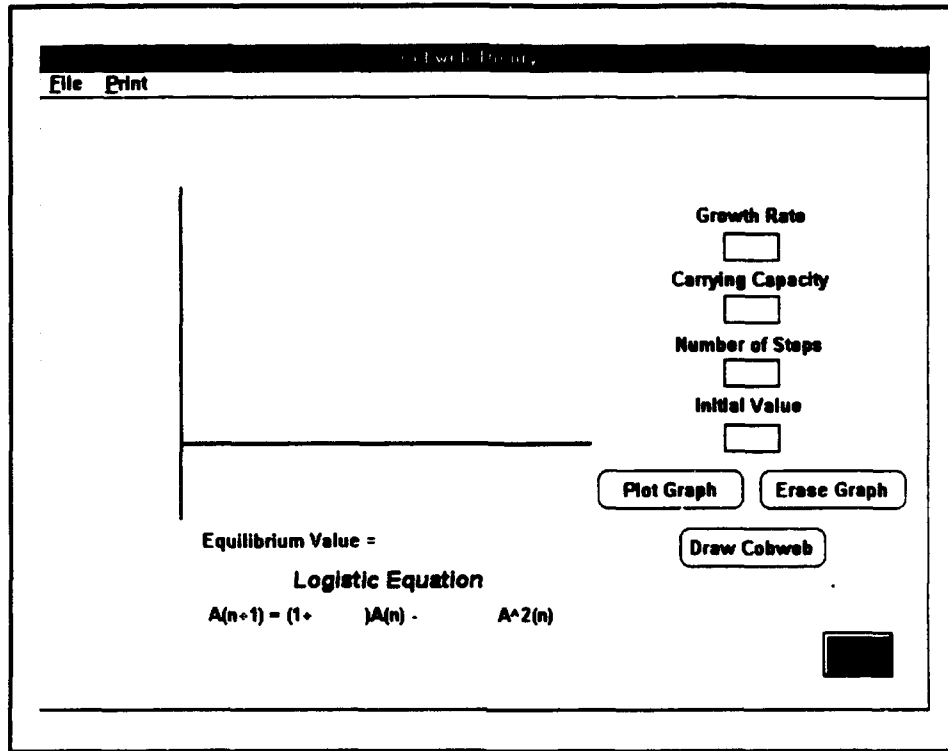 File Print
Growth Rate
Carrying Capacity
Number of Steps
Initial Value
Plot Graph Erase Graph
Equilibrium Value =
Draw Cobweb
Logistic Equation
A(n+1) = (1+ )A(n) - A^2(n)